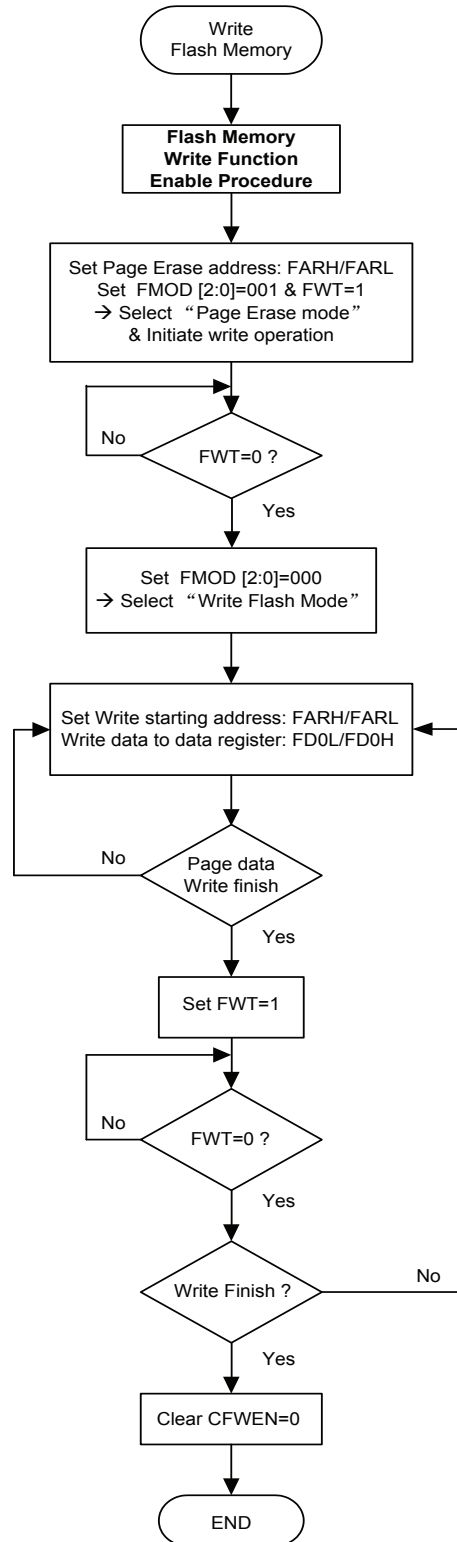 Write
Flash Memory
Flash Memory
Write Function
Enable Procedure
Set Page Erase address: FARH/FARL
Set FMOD [2:0]=001 & FWT=1
→ Select “Page Erase mode”
& Initiate write operation
No
FWT=0 ?
Yes
Set FMOD [2:0]=000
→ Select “Write Flash Mode”
Set Write starting address: FARH/FARL
Write data to data register: FD0L/FD0H
No
Page data
Write finish
Yes
Set FWT=1
No
FWT=0 ?
Yes
Write Finish ?
No
Yes
Clear CFWEN=0
END